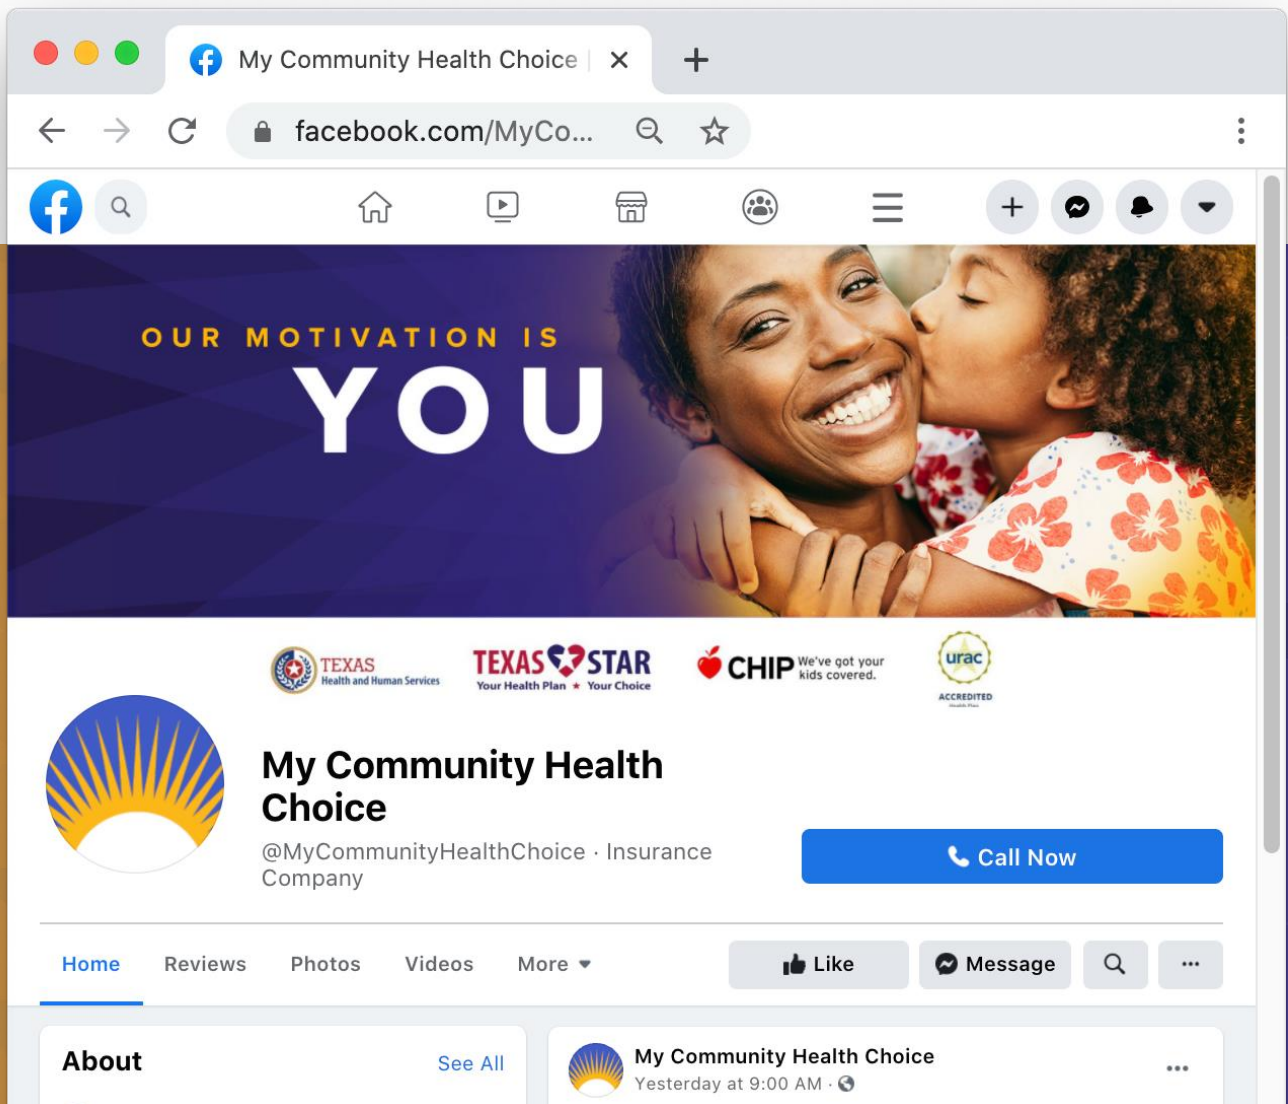 My Community Health Choice
facebook.com/MyCo...
OUR MOTIVATION IS
YOU
TEXAS
Health and Human Services
TEXAS STAR
Your Health Plan ★ Your Choice
CHIP We've got your
kids covered.
urac
ACCREDITED
Health Plan
My Community Health
Choice
@MyCommunityHealthChoice · Insurance
Company
Call Now
Home Reviews Photos Videos More
Like Message
About See All
My Community Health Choice
Yesterday at 9:00 AM ·